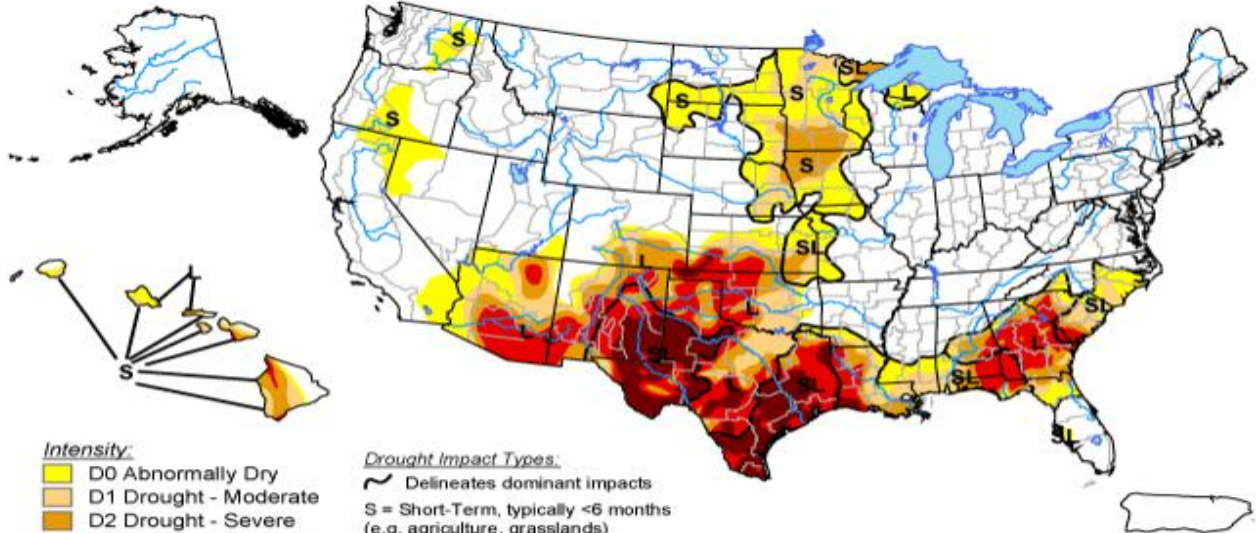 S
SL
L
S
S
S
S
SL
L
L
L
L
SL
L
SL
L
SL
SL
S
SL
Intensity:
D0 Abnormally Dry
D1 Drought - Moderate
D2 Drought - Severe
Drought Impact Types:
Delineates dominant impacts
S = Short-Term, typically <6 months
(e.g. agriculture, grasslands)